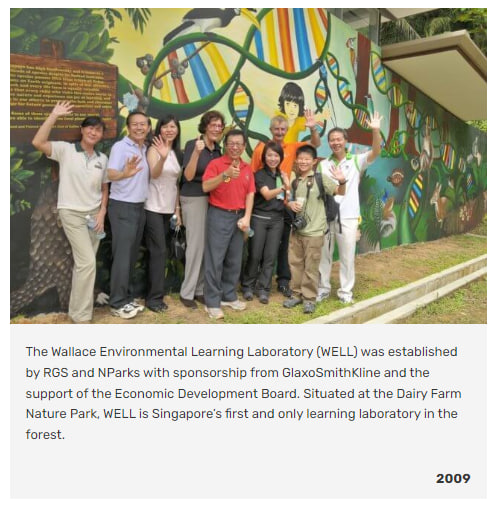 The Wallace Environmental Learning Laboratory (WELL) was established
by RGS and NParks with sponsorship from GlaxoSmithKline and the
support of the Economic Development Board. Situated at the Dairy Farm
Nature Park, WELL is Singapore's first and only learning laboratory in the
forest.
2009